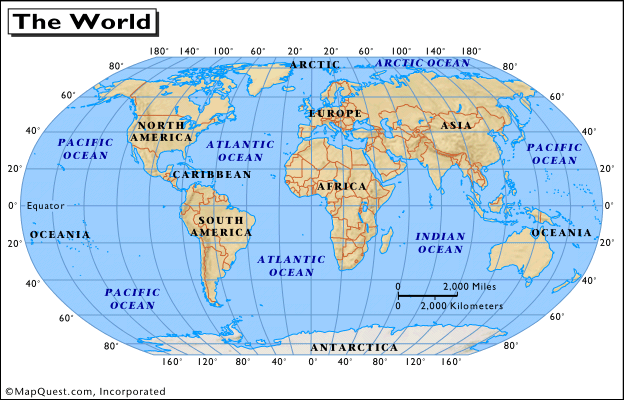 The World
180° 140° 100° 60° 20° 20° 60° 100° 140° 180°
ARCTIC
ARCTIC OCEAN
80° 80°
60° 60°
EUROPE
NORTH
AMERICA
ASIA
40° 40°
PACIFIC
OCEAN
ATLANTIC
OCEAN
PACIFIC
OCEAN
20° 20°
CARIBBEAN
AFRICA
0° Equator 0°
SOUTH
AMERICA
OCEANIA
OCEANIA
INDIAN
OCEAN
20° 20°
ATLANTIC
OCEAN
40° 40°
PACIFIC
OCEAN
0 2,000 Miles
0 2,000 Kilometers
60° 60°
80° 80°
ANTARCTICA
160° 120° 80° 40° 0° 40° 80° 120° 160°
©MapQuest.com, Incorporated